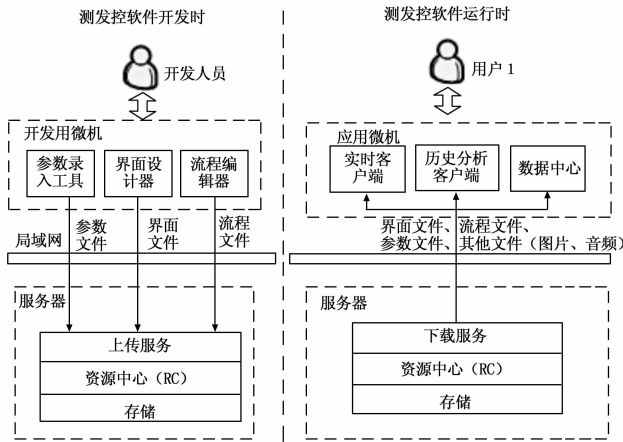 测发控软件开发时
开发人员
开发用微机
参数录
入工具
界面设
计器
流程编
辑器
局域网
参数
文件
界面
文件
流程
文件
服务器
上传服务
资源中心（RC）
存储
测发控软件运行时
用户 1
应用微机
实时客
户端
历史分析
客户端
数据中心
界面文件、流程文件、
参数文件、其他文件（图片、音频）
服务器
下载服务
资源中心（RC）
存储